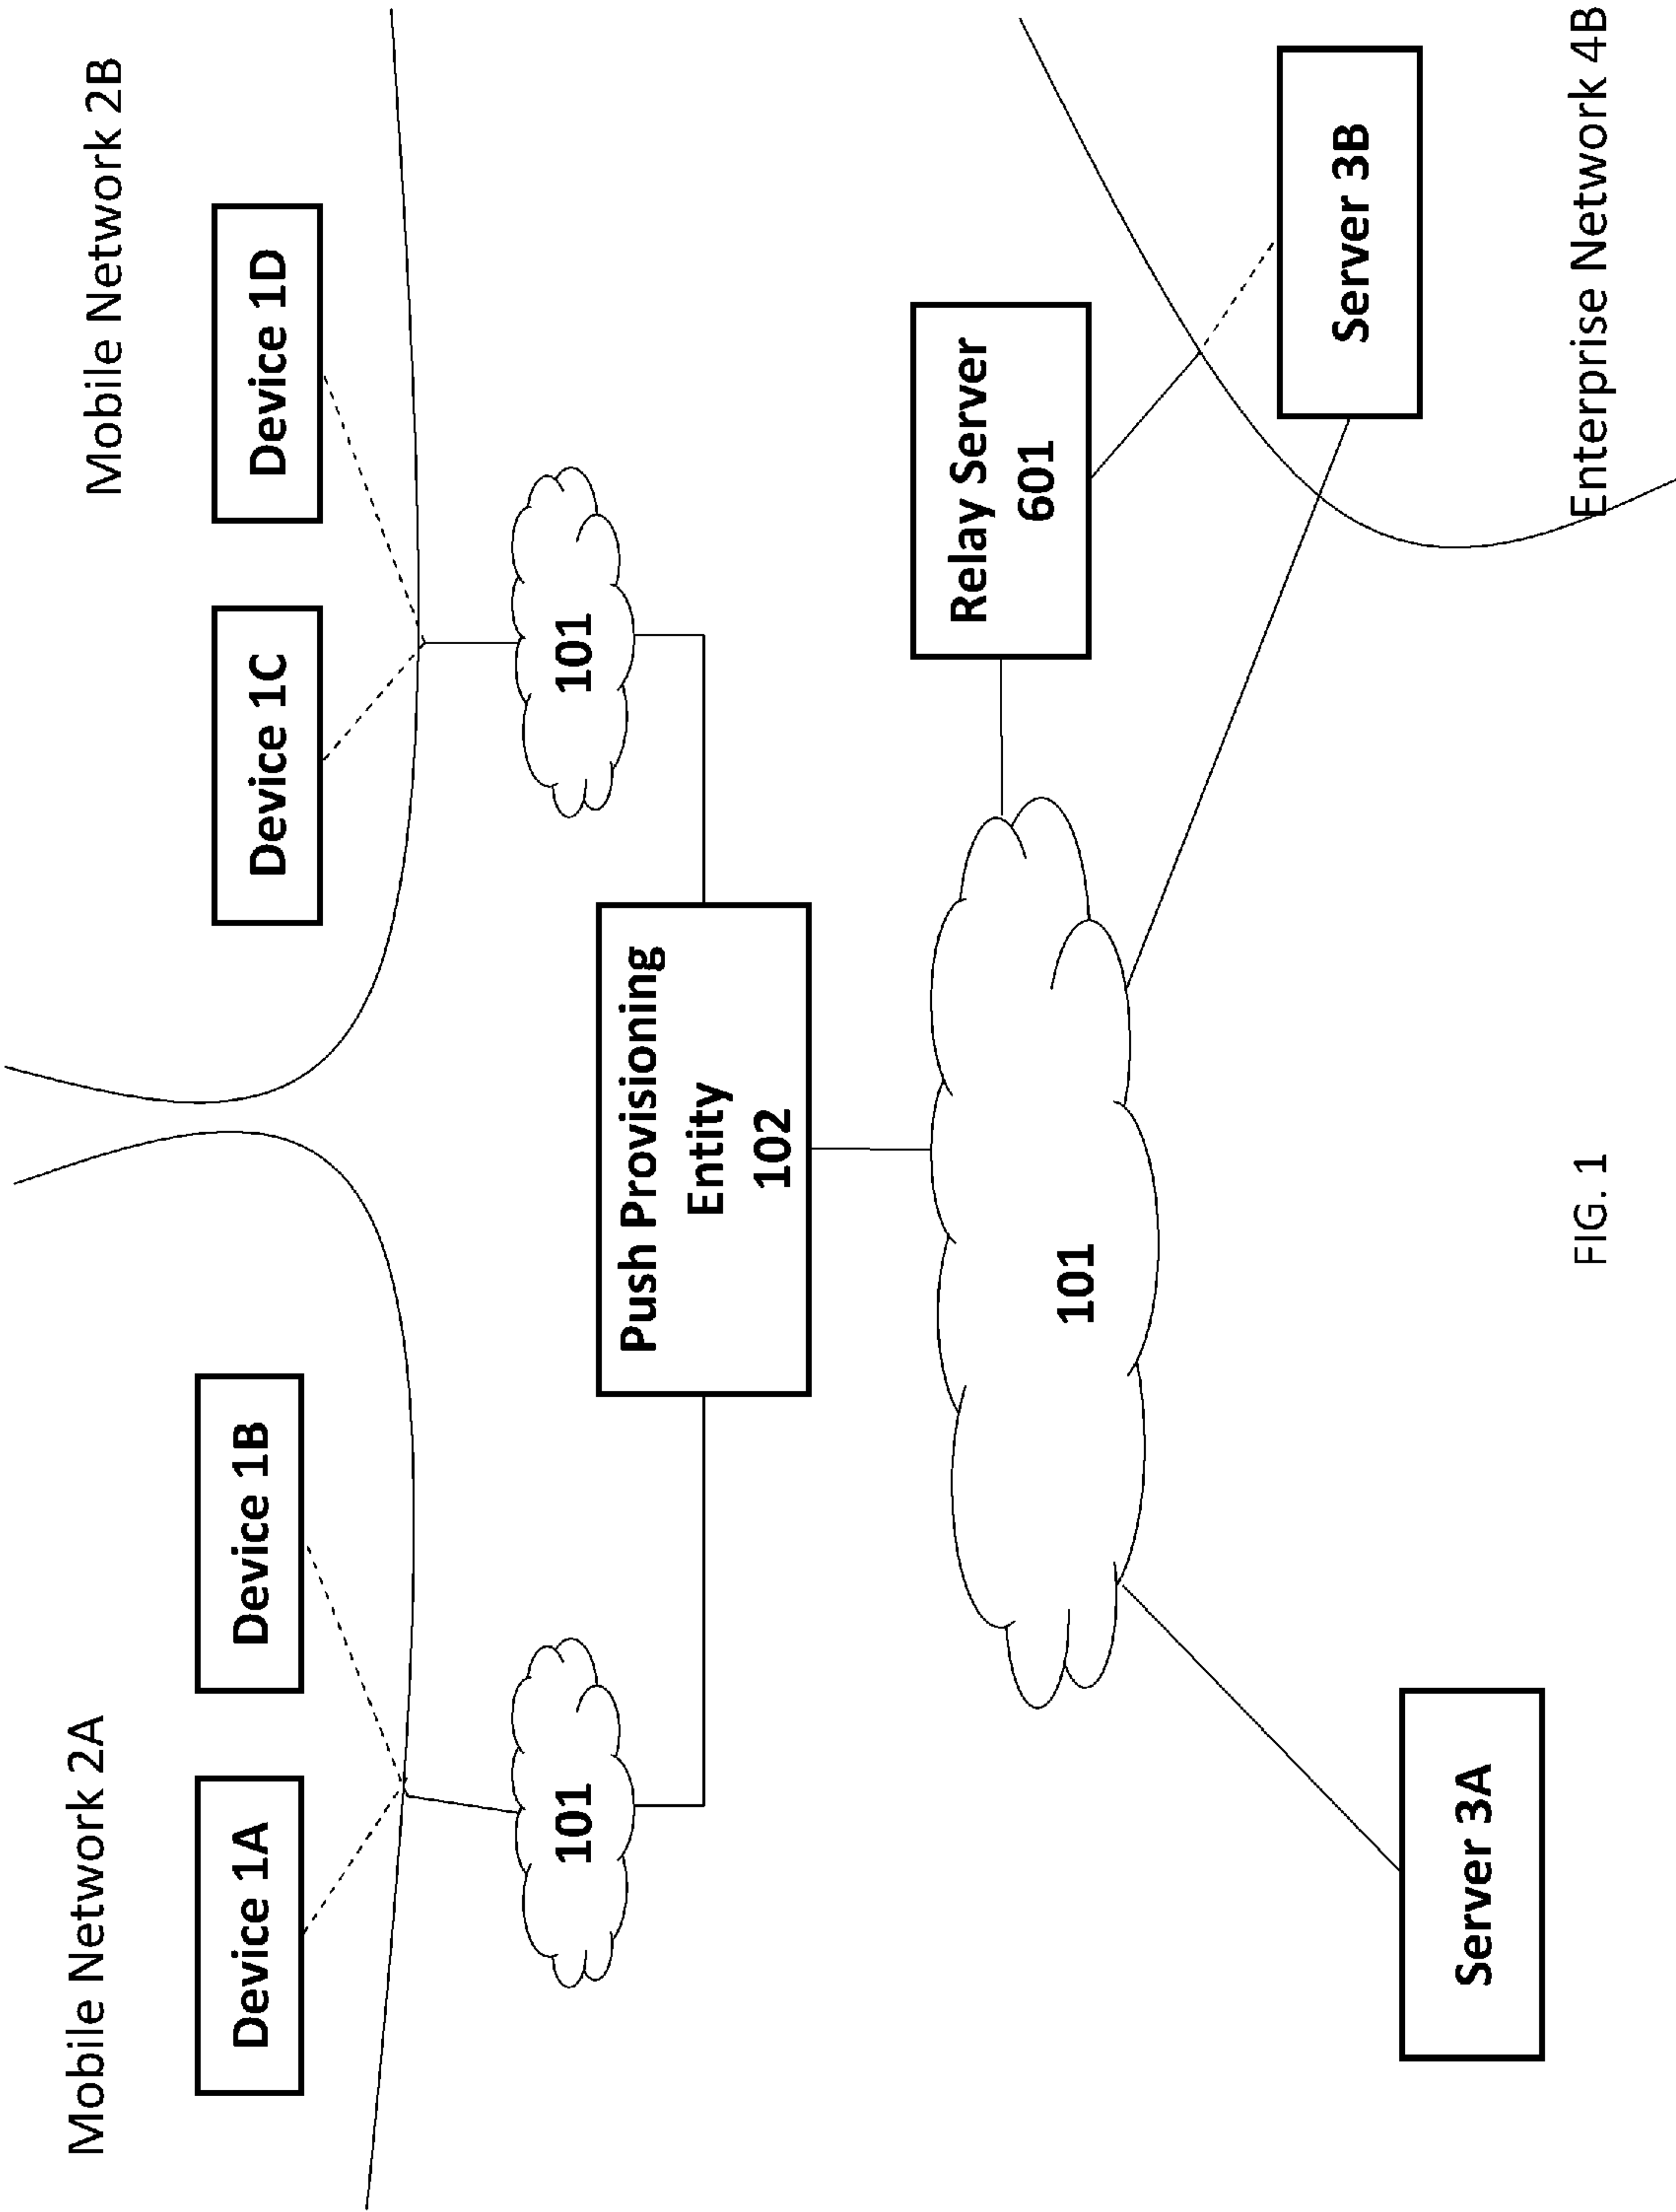 Mobile Network 2A
Mobile Network 2B
Device 1A
Device 1B
Device 1C
Device 1D
101
101
Push Provisioning
Entity
102
Relay Server
601
101
Server 3A
Server 3B
FIG. 1
Enterprise Network 4B